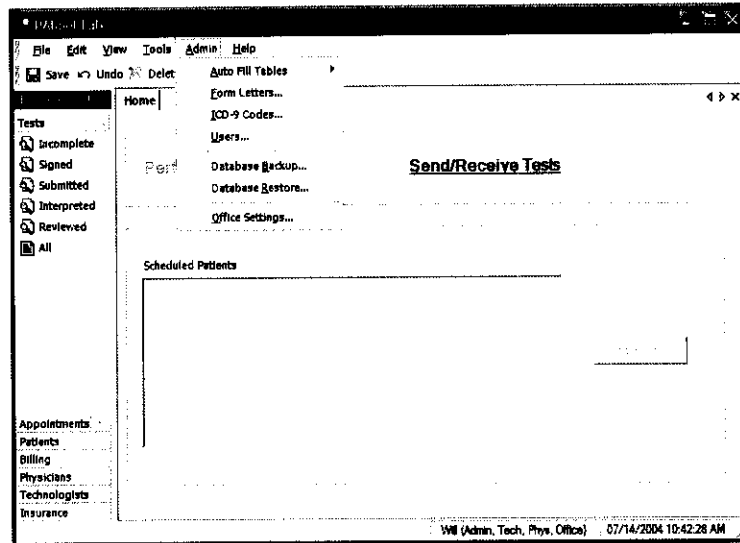 File Edit View Tools Admin Help
Save Undo Delet
Auto Fill Tables
Form Letters...
ICD-9 Codes...
Users...
Database Backup...
Database Restore...
Office Settings...
Home
Tests
Incomplete
Signed
Submitted
Interpreted
Reviewed
All
Perf
Send/Receive Tests
Scheduled Patients
Appointments
Patients
Billing
Physicians
Technologists
Insurance
Will (Admin, Tech, Phys, Office) 07/14/2004 10:42:28 AM